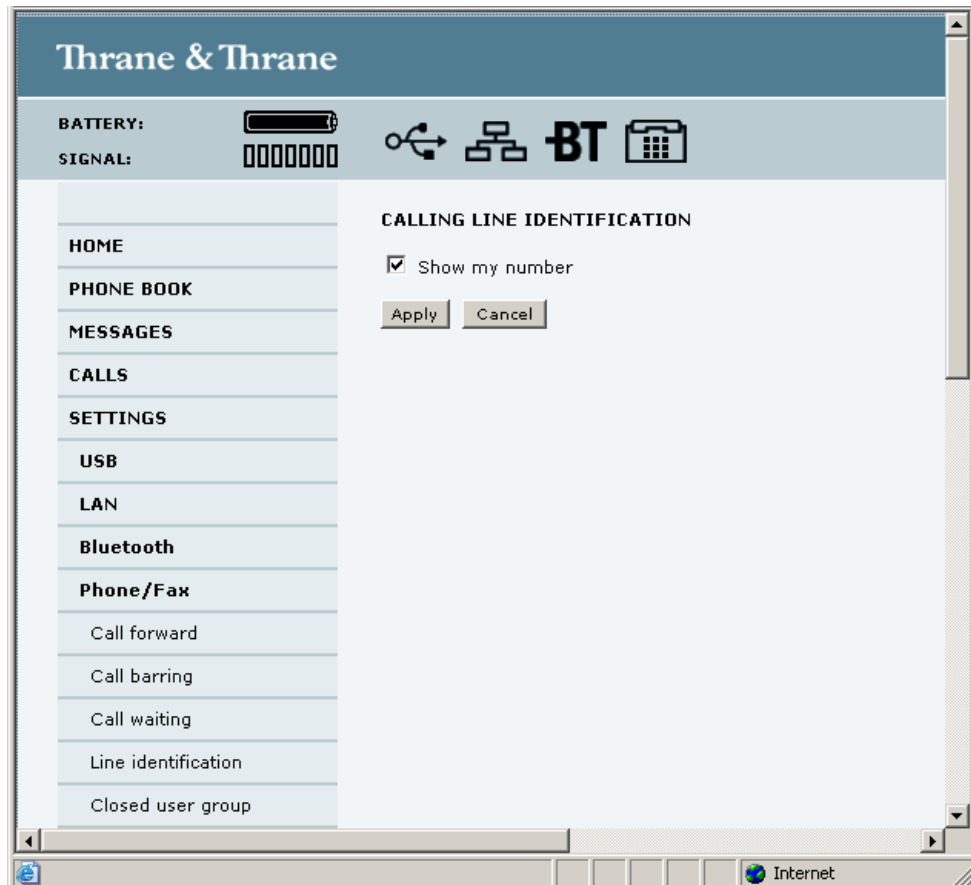 Thrane & Thrane
BATTERY:
SIGNAL:
BT
HOME
PHONE BOOK
MESSAGES
CALLS
SETTINGS
USB
LAN
Bluetooth
Phone/Fax
Call forward
Call barring
Call waiting
Line identification
Closed user group
CALLING LINE IDENTIFICATION
Show my number
Apply Cancel
Internet